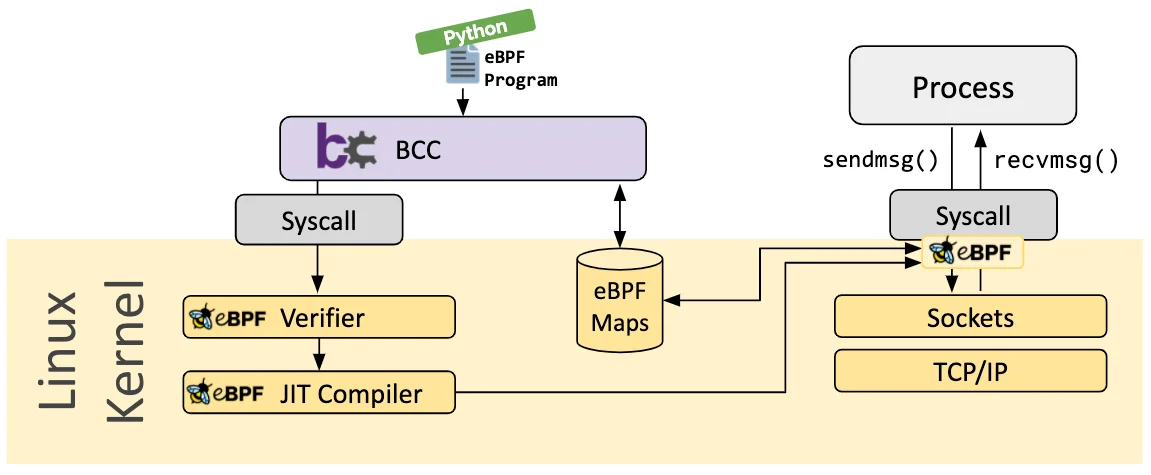 Python
eBPF
Program
bc
BCC
Process
sendmsg()
recvmsg()
Syscall
Syscall
eBPF
Linux
Kernel
eBPF
Maps
eBPF Verifier
Sockets
eBPF JIT Compiler
TCP/IP